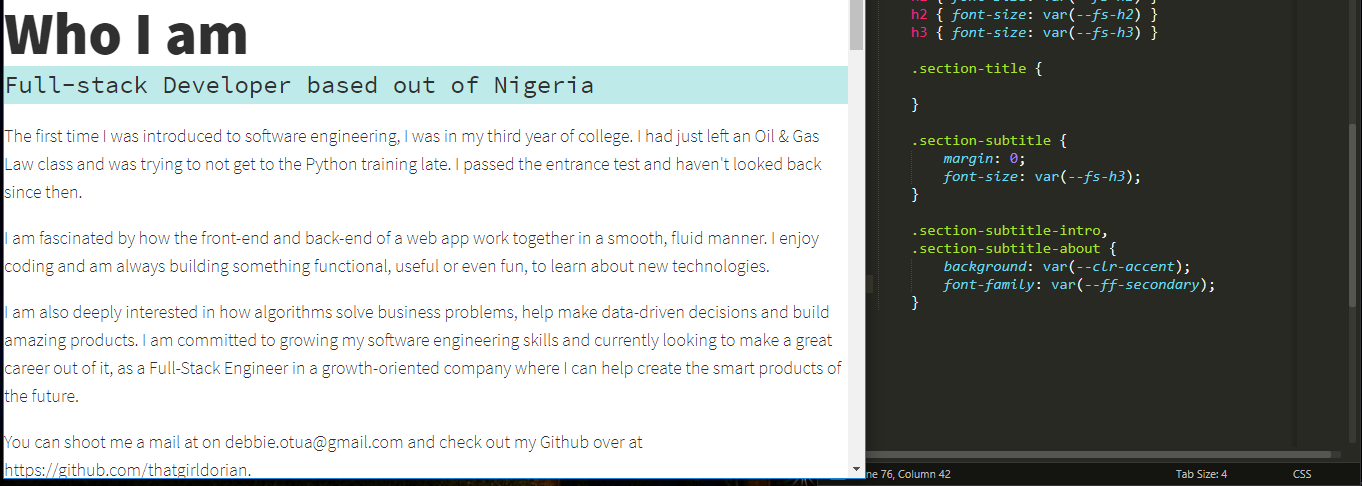 Who I am
Full-stack Developer based out of Nigeria
The first time I was introduced to software engineering, I was in my third year of college. I had just left an Oil & Gas
Law class and was trying to not get to the Python training late. I passed the entrance test and haven't looked back
since then.
I am fascinated by how the front-end and back-end of a web app work together in a smooth, fluid manner. I enjoy
coding and am always building something functional, useful or even fun, to learn about new technologies.
I am also deeply interested in how algorithms solve business problems, help make data-driven decisions and build
amazing products. I am committed to growing my software engineering skills and currently looking to make a great
career out of it, as a Full-Stack Engineer in a growth-oriented company where I can help create the smart products of
the future.
You can shoot me a mail at on debbie.otua@gmail.com and check out my Github over at
https://github.com/thatgirldorian.
h2 { font-size: var(--fs-h2) }
h3 { font-size: var(--fs-h3) }
.section-title {
}
.section-subtitle {
margin: 0;
font-size: var(--fs-h3);
}
.section-subtitle-intro,
.section-subtitle-about {
background: var(--clr-accent);
font-family: var(--ff-secondary);
}
ne 76, Column 42
Tab Size: 4
CSS